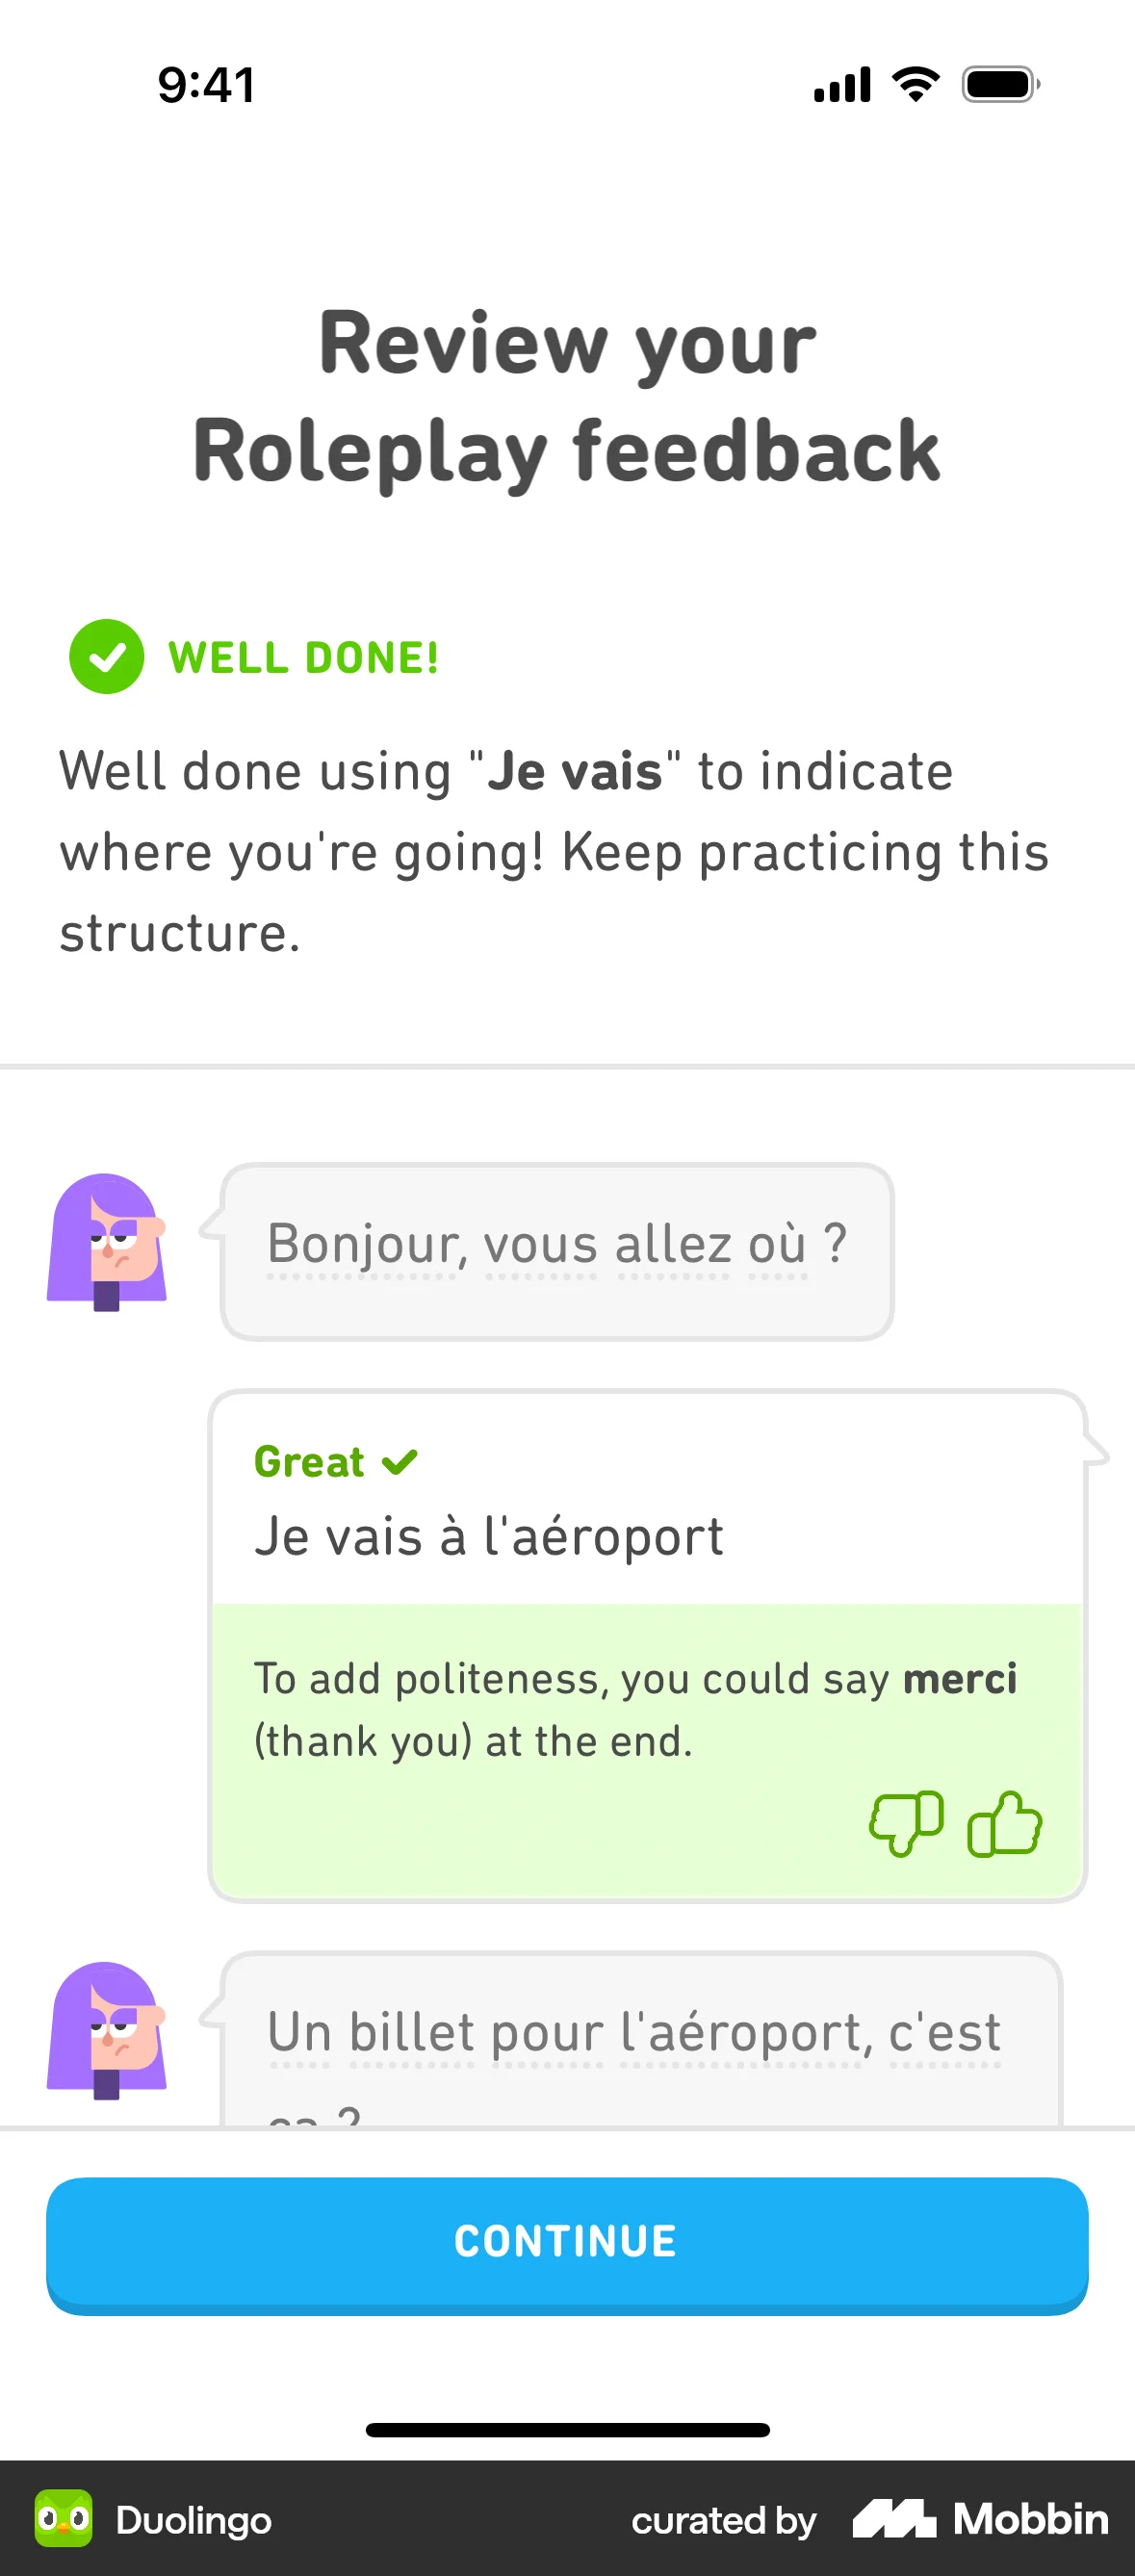 9:41
Review your
Roleplay feedback
WELL DONE!
Well done using "Je vais" to indicate
where you're going! Keep practicing this
structure.
Bonjour, vous allez où ?
Great
Je vais à l'aéroport
To add politeness, you could say merci
(thank you) at the end.
Un billet pour l'aéroport, c'est
ça ?
CONTINUE
Duolingo
curated by Mobbin